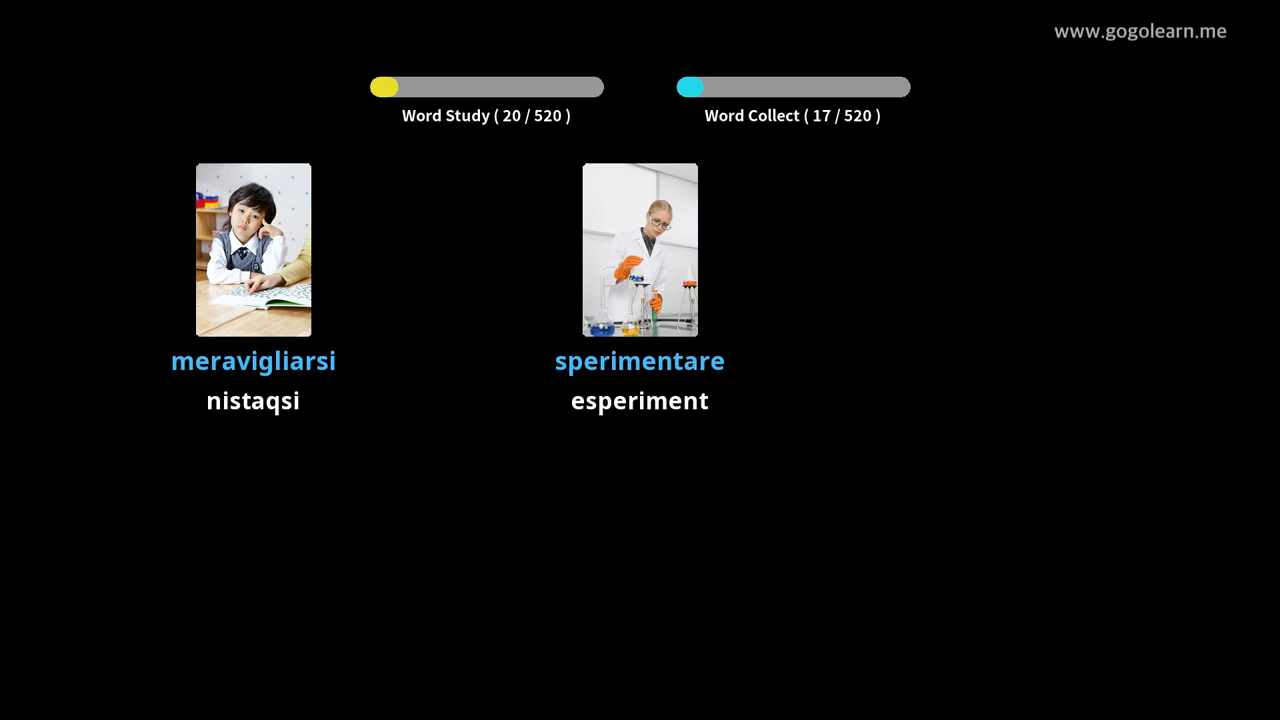 www.gogolearn.me
Word Study ( 20 / 520 )
Word Collect ( 17 / 520 )
meravigliarsi
nistaqsi
sperimentare
esperiment